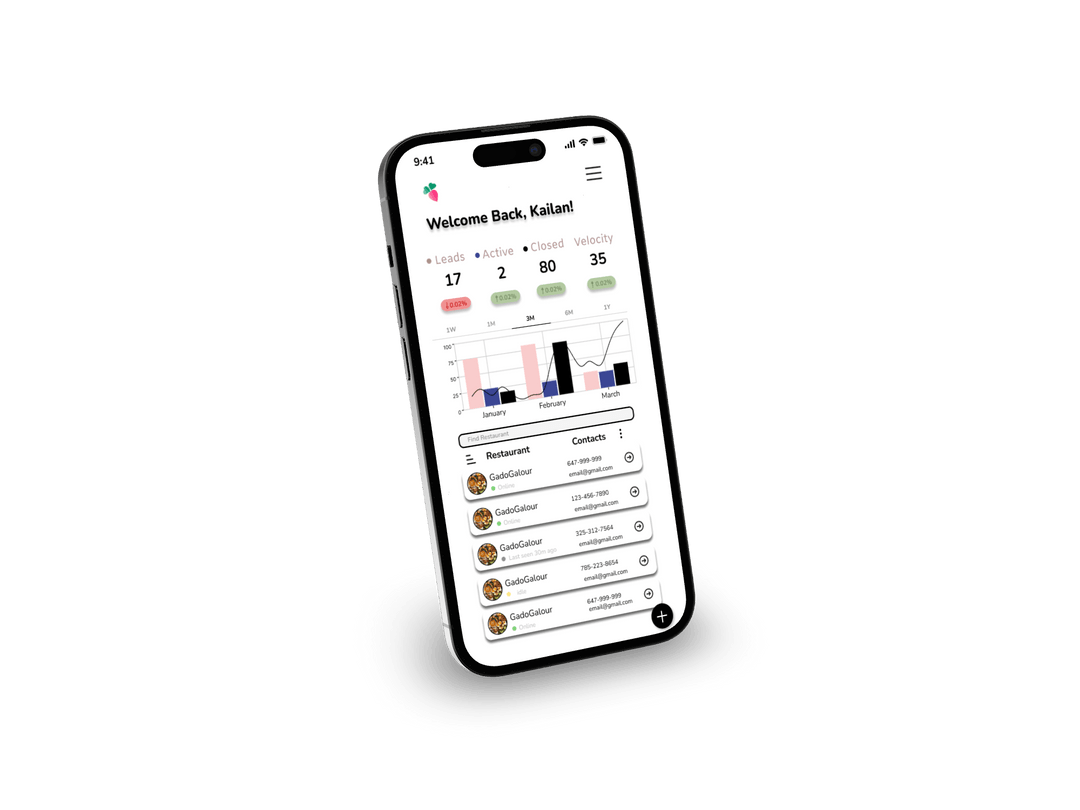 9:41
Welcome Back, Kailan!
Leads Active Closed Velocity
17 2 80 35
↓0.02% ↑0.02% ↑0.02% ↑0.02%
1W 1M 3M 6M 1Y
100
75
50
25
0
January February March
Find Restaurant
Restaurant Contacts
GadoGalour 647-999-999
Online email@gmail.com
GadoGalour 123-456-7890
Online email@gmail.com
GadoGalour 325-312-7564
Last seen 30m ago email@gmail.com
GadoGalour 785-223-8654
Idle email@gmail.com
GadoGalour 647-999-999
Online email@gmail.com